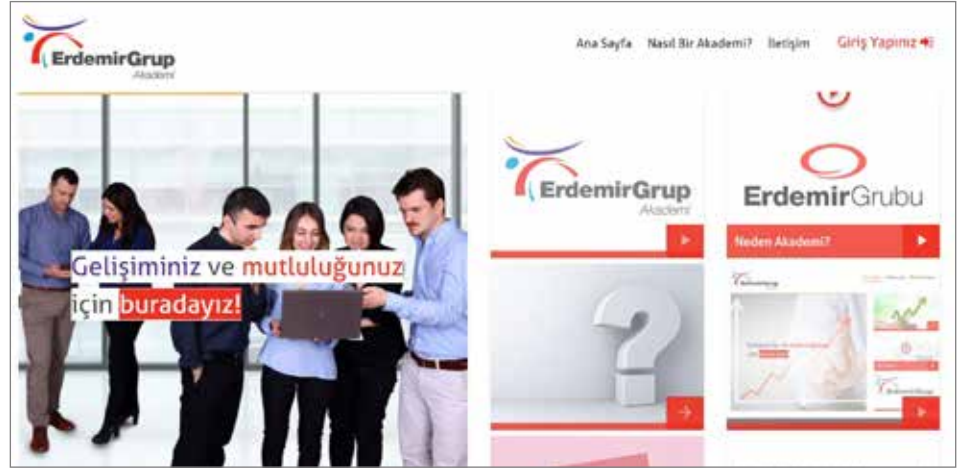 ErdemirGrup
Akademi
Ana Sayfa Nasıl Bir Akademi? İletişim Giriş Yapınız
Gelişiminiz ve mutluluğunuz
için buradayız!
ErdemirGrup
Akademi
ErdemirGrubu
Neden Akademi?